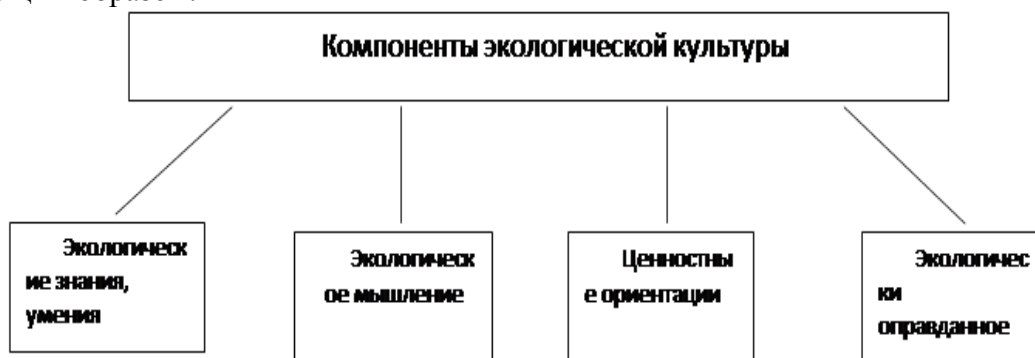 Компоненты экологической культуры
Экологическ
ие знания,
умения
Экологическ
ое мышление
Ценностны
е ориентации
Экологичес
ки
оправданное